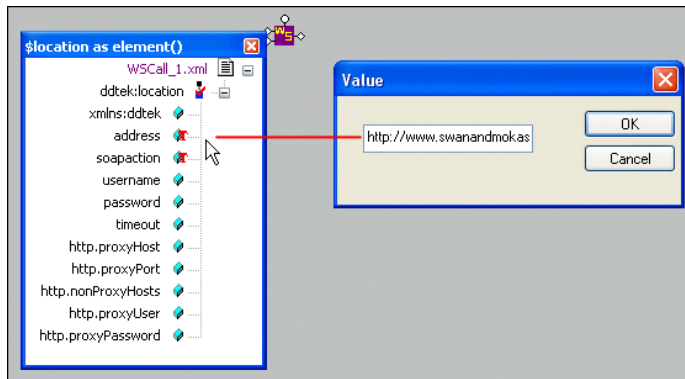 $location as element()
WSCall_1.xml
ddtek:location
xmlns:ddtek
address
soapaction
username
password
timeout
http.proxyHost
http.proxyPort
http.nonProxyHosts
http.proxyUser
http.proxyPassword
WS
Value
http://www.swanandmokas
OK
Cancel